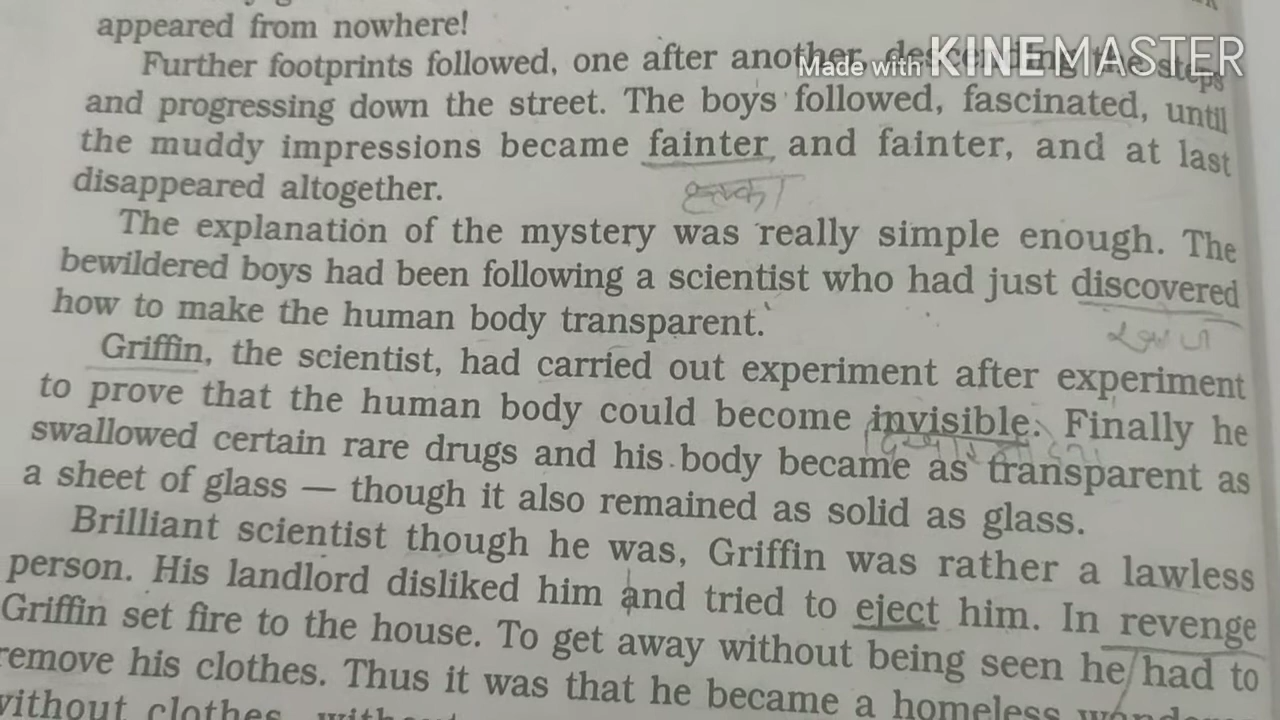 appeared from nowhere!
Made with KINEMASTER
Further footprints followed, one after another, descending the steps
and progressing down the street. The boys followed, fascinated, until
the muddy impressions became fainter and fainter, and at last
हल्का
disappeared altogether.
The explanation of the mystery was really simple enough. The
bewildered boys had been following a scientist who had just discovered
how to make the human body transparent.
Griffin, the scientist, had carried out experiment after experiment
to prove that the human body could become invisible. Finally he
swallowed certain rare drugs and his body became as transparent as
a sheet of glass — though it also remained as solid as glass.
Brilliant scientist though he was, Griffin was rather a lawless
person. His landlord disliked him and tried to eject him. In revenge
Griffin set fire to the house. To get away without being seen he had to
remove his clothes. Thus it was that he became a homeless
without clothes,